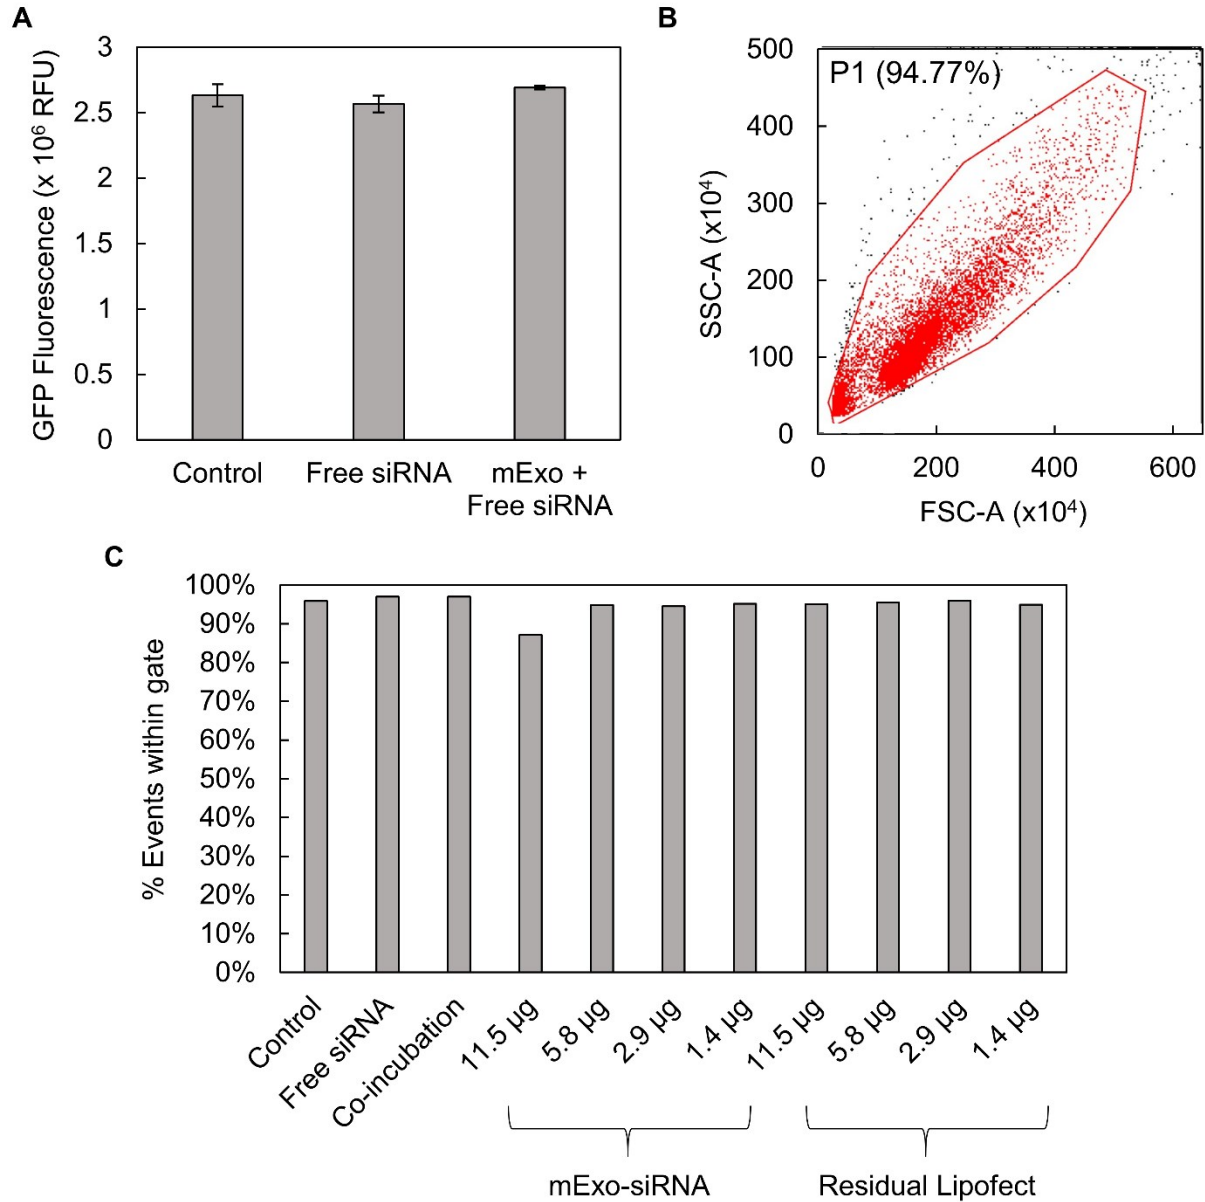 A
GFP Fluorescence (x 10⁶ RFU)
3
2.5
2
1.5
1
0.5
0
Control
Free siRNA
mExo +
Free siRNA
B
P1 (94.77%)
SSC-A (x10⁴)
500
400
300
200
100
0
0
200
400
600
FSC-A (x10⁴)
C
% Events within gate
100%
90%
80%
70%
60%
50%
40%
30%
20%
10%
0%
Control
Free siRNA
Co-incubation
11.5 µg
5.8 µg
2.9 µg
1.4 µg
11.5 µg
5.8 µg
2.9 µg
1.4 µg
mExo-siRNA
Residual Lipofect